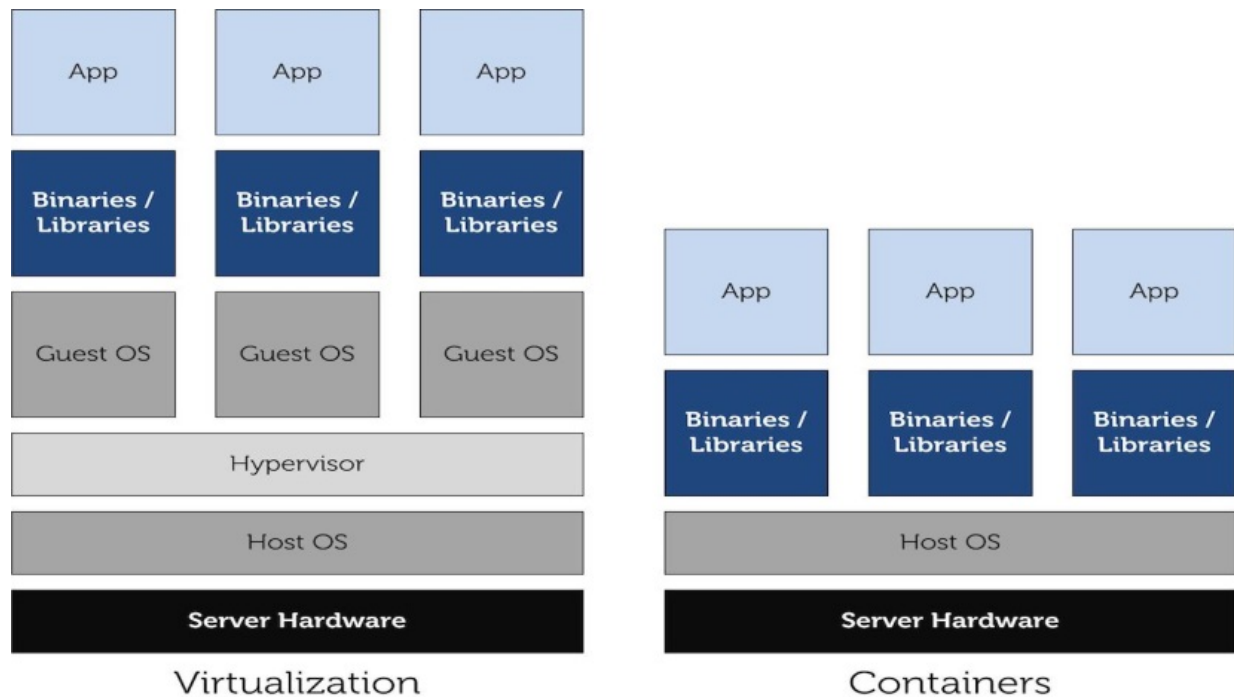 App App App
Binaries / Binaries / Binaries /
Libraries Libraries Libraries
Guest OS Guest OS Guest OS
Hypervisor
Host OS
Server Hardware
Virtualization
App App App
Binaries / Binaries / Binaries /
Libraries Libraries Libraries
Host OS
Server Hardware
Containers